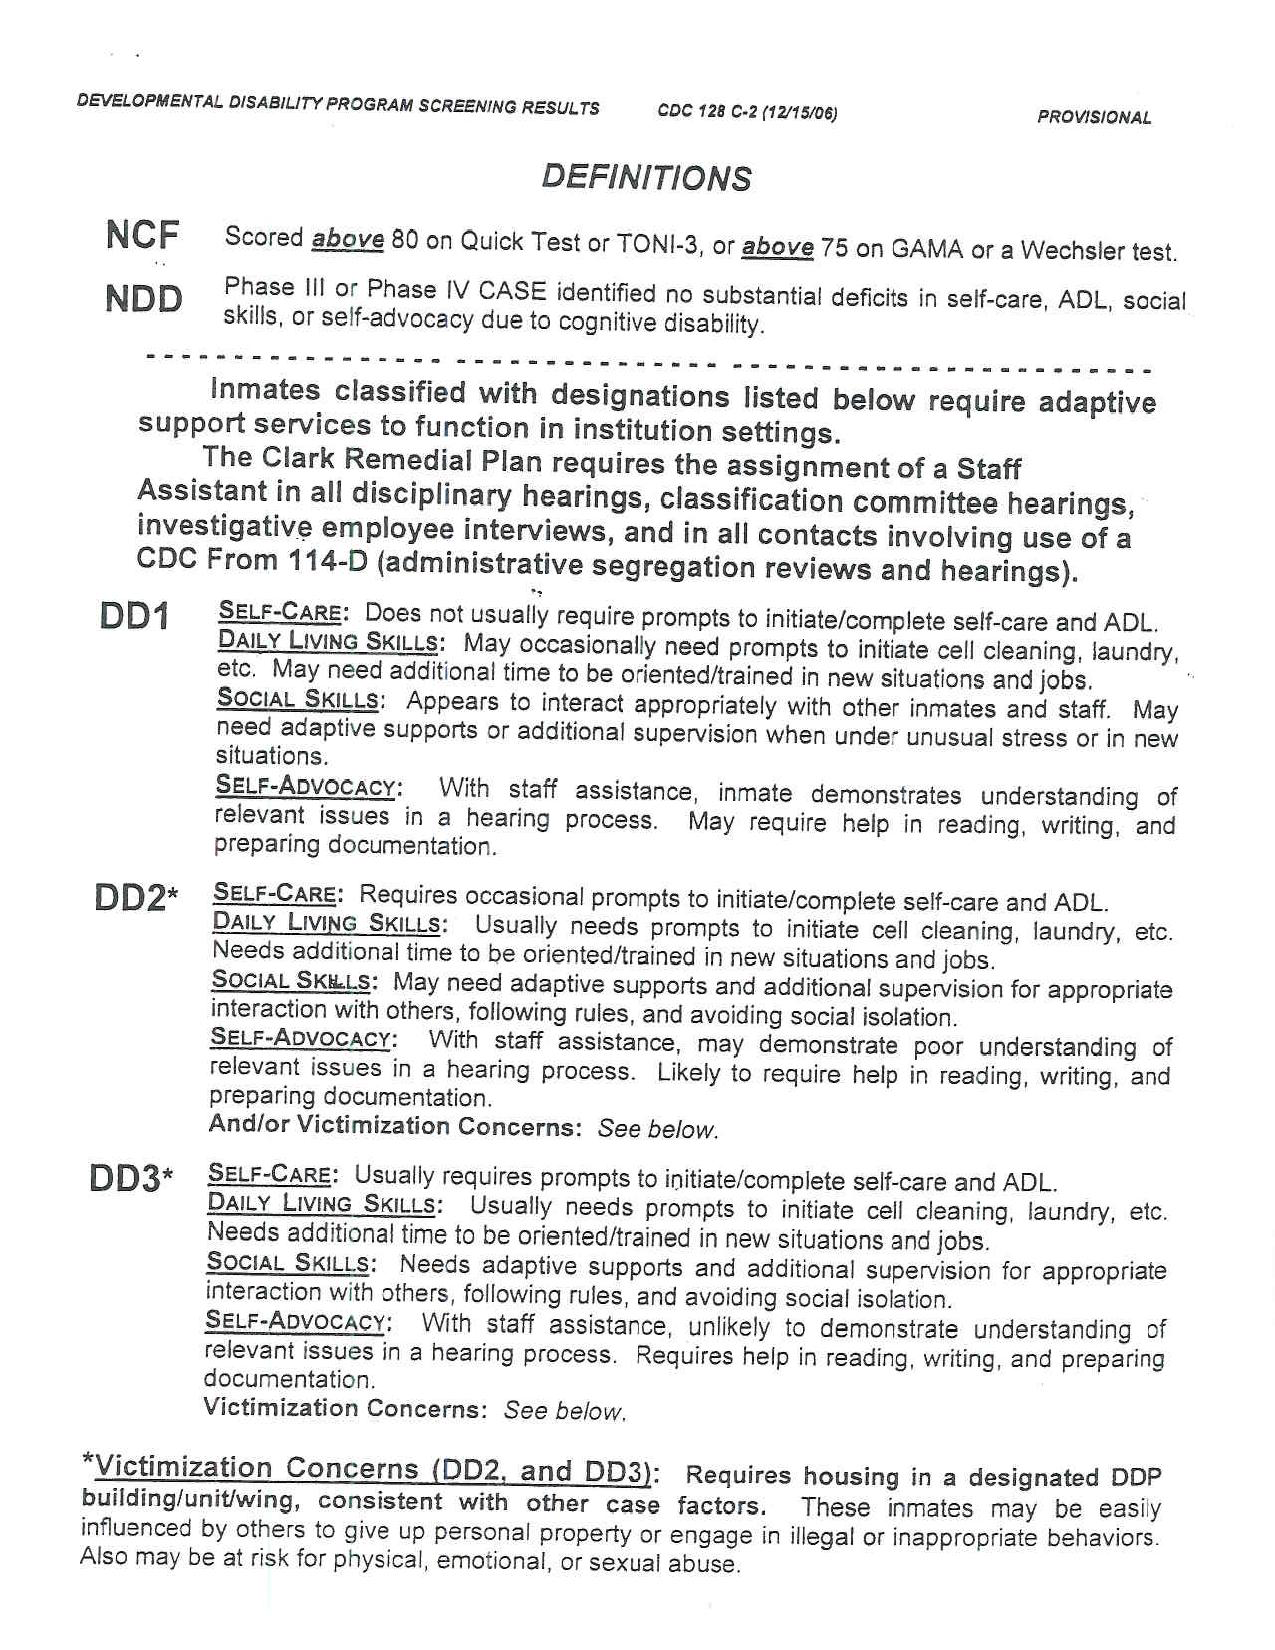 DEVELOPMENTAL DISABILITY PROGRAM SCREENING RESULTS CDC 128 C-2 (12/15/06) PROVISIONAL
DEFINITIONS
NCF Scored above 80 on Quick Test or TONI-3, or above 75 on GAMA or a Wechsler test.
NDD Phase III or Phase IV CASE identified no substantial deficits in self-care, ADL, social
skills, or self-advocacy due to cognitive disability.
Inmates classified with designations listed below require adaptive
support services to function in institution settings.
The Clark Remedial Plan requires the assignment of a Staff
Assistant in all disciplinary hearings, classification committee hearings,
investigative employee interviews, and in all contacts involving use of a
CDC From 114-D (administrative segregation reviews and hearings).
DD1 SELF-CARE: Does not usually require prompts to initiate/complete self-care and ADL.
DAILY LIVING SKILLS: May occasionally need prompts to initiate cell cleaning, laundry,
etc. May need additional time to be oriented/trained in new situations and jobs.
SOCIAL SKILLS: Appears to interact appropriately with other inmates and staff. May
need adaptive supports or additional supervision when under unusual stress or in new
situations.
SELF-ADVOCACY: With staff assistance, inmate demonstrates understanding of
relevant issues in a hearing process. May require help in reading, writing, and
preparing documentation.
DD2* SELF-CARE: Requires occasional prompts to initiate/complete self-care and ADL.
DAILY LIVING SKILLS: Usually needs prompts to initiate cell cleaning, laundry, etc.
Needs additional time to be oriented/trained in new situations and jobs.
SOCIAL SKILLS: May need adaptive supports and additional supervision for appropriate
interaction with others, following rules, and avoiding social isolation.
SELF-ADVOCACY: With staff assistance, may demonstrate poor understanding of
relevant issues in a hearing process. Likely to require help in reading, writing, and
preparing documentation.
And/or Victimization Concerns: See below.
DD3* SELF-CARE: Usually requires prompts to initiate/complete self-care and ADL.
DAILY LIVING SKILLS: Usually needs prompts to initiate cell cleaning, laundry, etc.
Needs additional time to be oriented/trained in new situations and jobs.
SOCIAL SKILLS: Needs adaptive supports and additional supervision for appropriate
interaction with others, following rules, and avoiding social isolation.
SELF-ADVOCACY: With staff assistance, unlikely to demonstrate understanding of
relevant issues in a hearing process. Requires help in reading, writing, and preparing
documentation.
Victimization Concerns: See below.
*Victimization Concerns (DD2, and DD3): Requires housing in a designated DDP
building/unit/wing, consistent with other case factors. These inmates may be easily
influenced by others to give up personal property or engage in illegal or inappropriate behaviors.
Also may be at risk for physical, emotional, or sexual abuse.